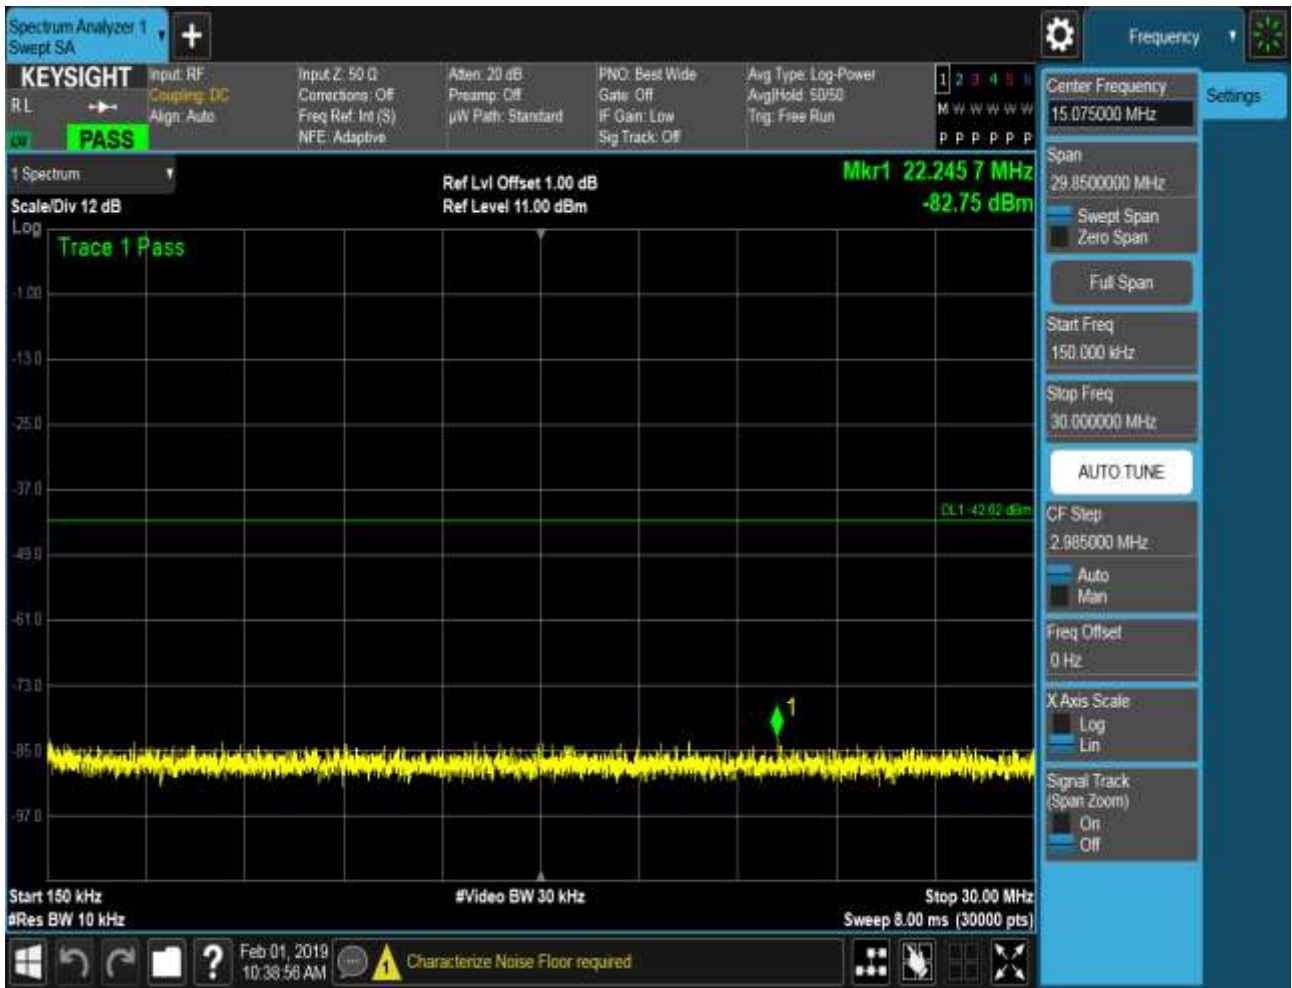 Spectrum Analyzer 1
Swept SA
+
Frequency
KEYSIGHT
R L
PASS
Input: RF
Coupling: DC
Align: Auto
Input Z: 50 Ω
Corrections: Off
Freq Ref: Int (S)
NFE: Adaptive
Atten: 20 dB
Preamp: Off
µW Path: Standard
PNO: Best Wide
Gate: Off
IF Gain: Low
Sig Track: Off
Avg Type: Log-Power
Avg|Hold: 50/50
Trig: Free Run
1 2 3 4 5 6
M W W W W W
P P P P P P
1 Spectrum
Scale/Div 12 dB
Log
Ref Lvl Offset 1.00 dB
Ref Level 11.00 dBm
Mkr1 22.245 7 MHz
-82.75 dBm
Trace 1 Pass
-1.00
-13.0
-25.0
-37.0
DL1 -42.62 dBm
-49.0
-61.0
-73.0
1
-85.0
-97.0
Start 150 kHz
#Res BW 10 kHz
#Video BW 30 kHz
Stop 30.00 MHz
Sweep 8.00 ms (30000 pts)
?
Feb 01, 2019
10:38:56 AM
1
Characterize Noise Floor required
Center Frequency
15.075000 MHz
Settings
Span
29.8500000 MHz
Swept Span
Zero Span
Full Span
Start Freq
150.000 kHz
Stop Freq
30.000000 MHz
AUTO TUNE
CF Step
2.985000 MHz
Auto
Man
Freq Offset
0 Hz
X Axis Scale
Log
Lin
Signal Track
(Span Zoom)
On
Off